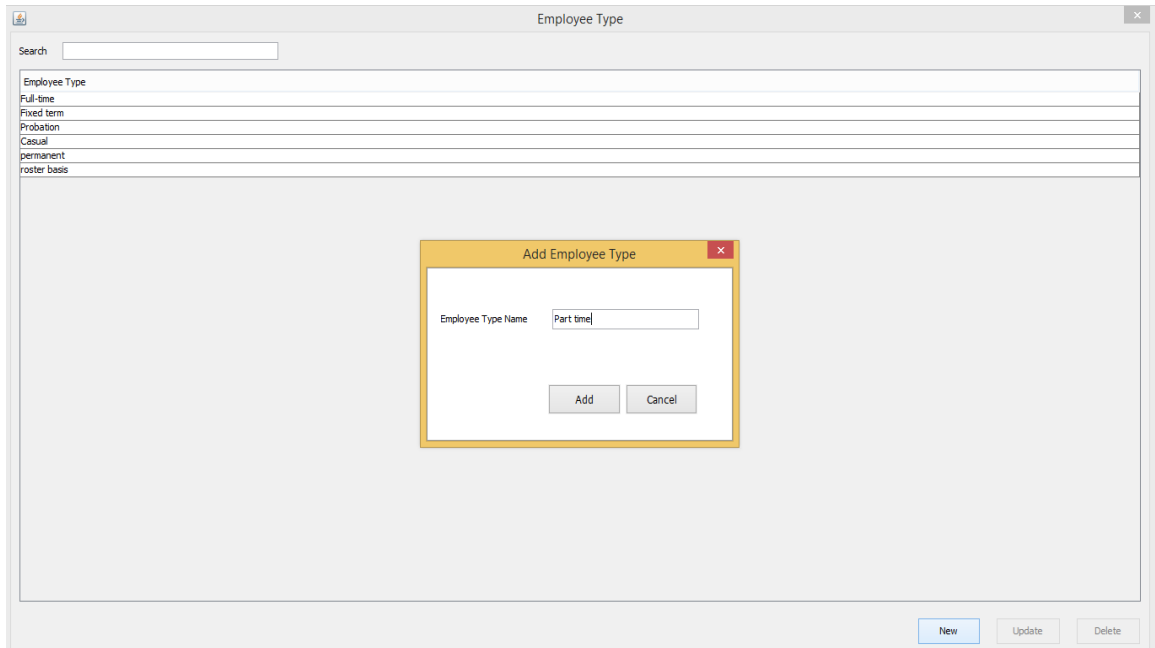 Employee Type
Search
Employee Type
Full-time
Fixed term
Probation
Casual
permanent
roster basis
Add Employee Type
Employee Type Name Part time
Add Cancel
New Update Delete